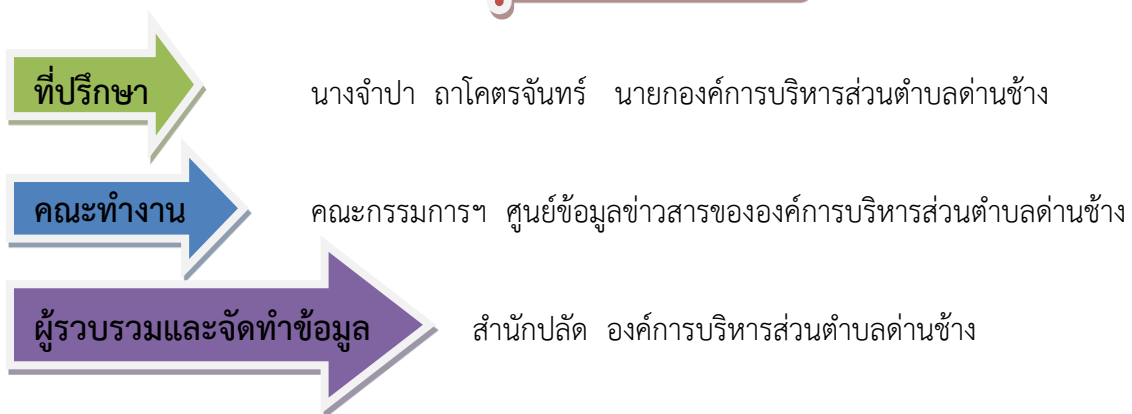 ที่ปรึกษา นางจำปา ถาโคตรจันทร์ นายกองค์การบริหารส่วนตำบลด่านช้าง
คณะทำงาน คณะกรรมการฯ ศูนย์ข้อมูลข่าวสารขององค์การบริหารส่วนตำบลด่านช้าง
ผู้รวบรวมและจัดทำข้อมูล สำนักปลัด องค์การบริหารส่วนตำบลด่านช้าง